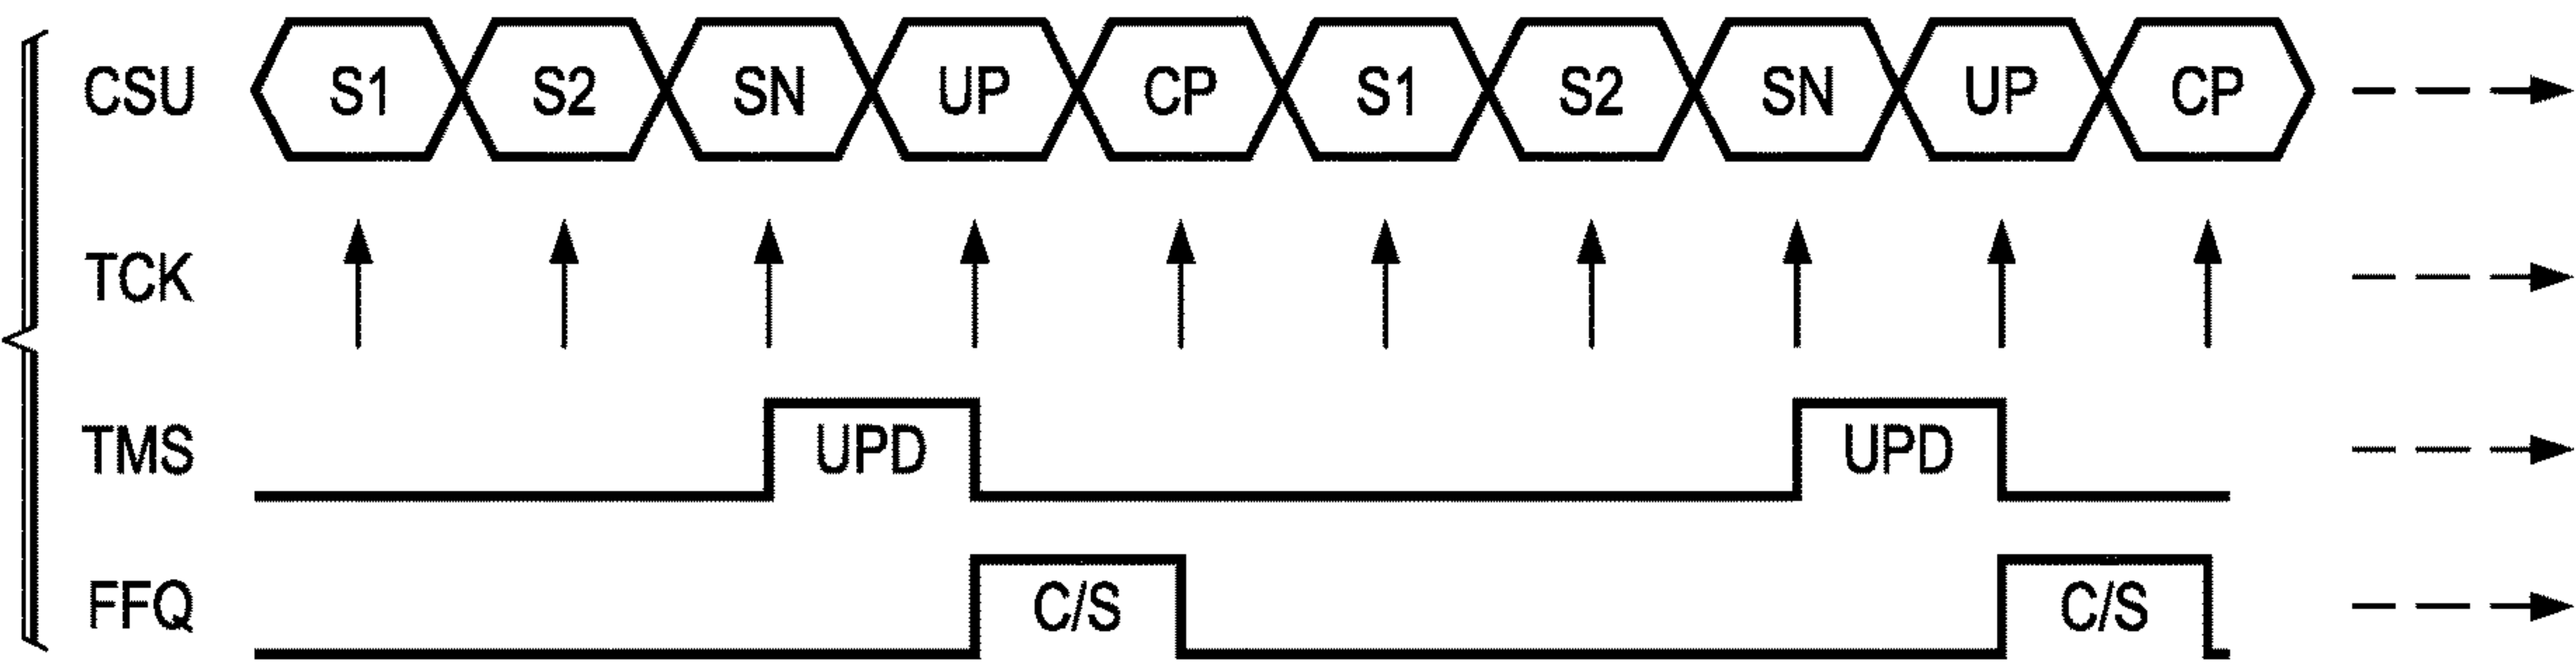 CSU S1 S2 SN UP CP S1 S2 SN UP CP
TCK
TMS UPD UPD
FFQ C/S C/S